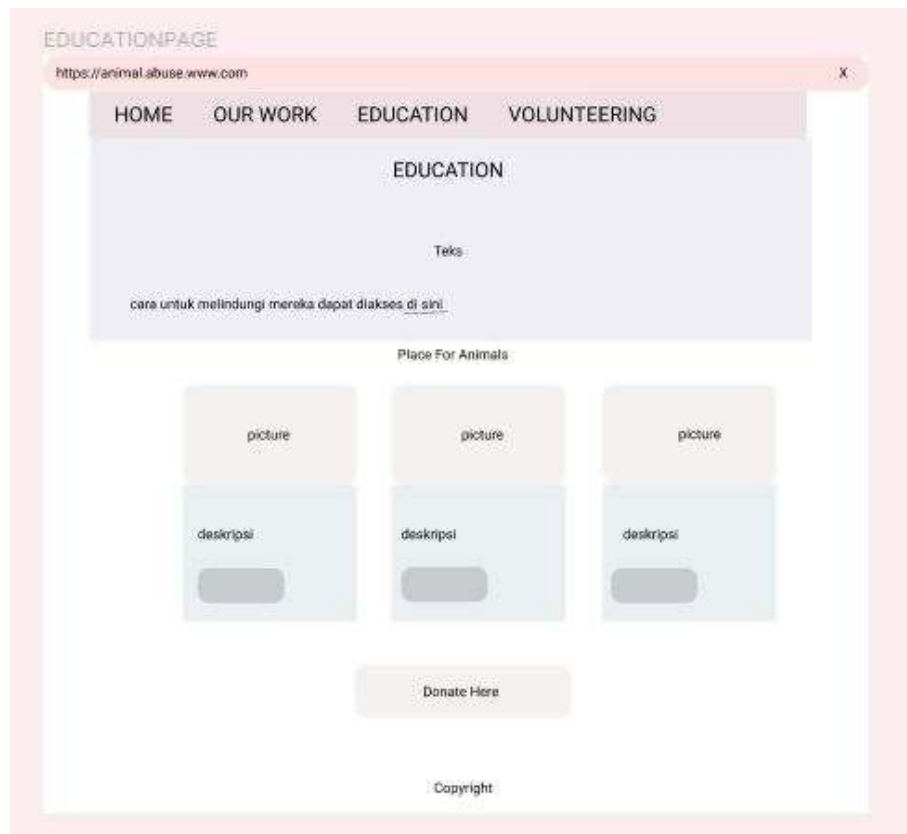 EDUCATIONPAGE
https://animal.abuse.www.com X
HOME OUR WORK EDUCATION VOLUNTEERING
EDUCATION
Teks
cara untuk melindungi mereka dapat diakses di sini
Place For Animals
picture picture picture
deskripsi deskripsi deskripsi
Donate Here
Copyright